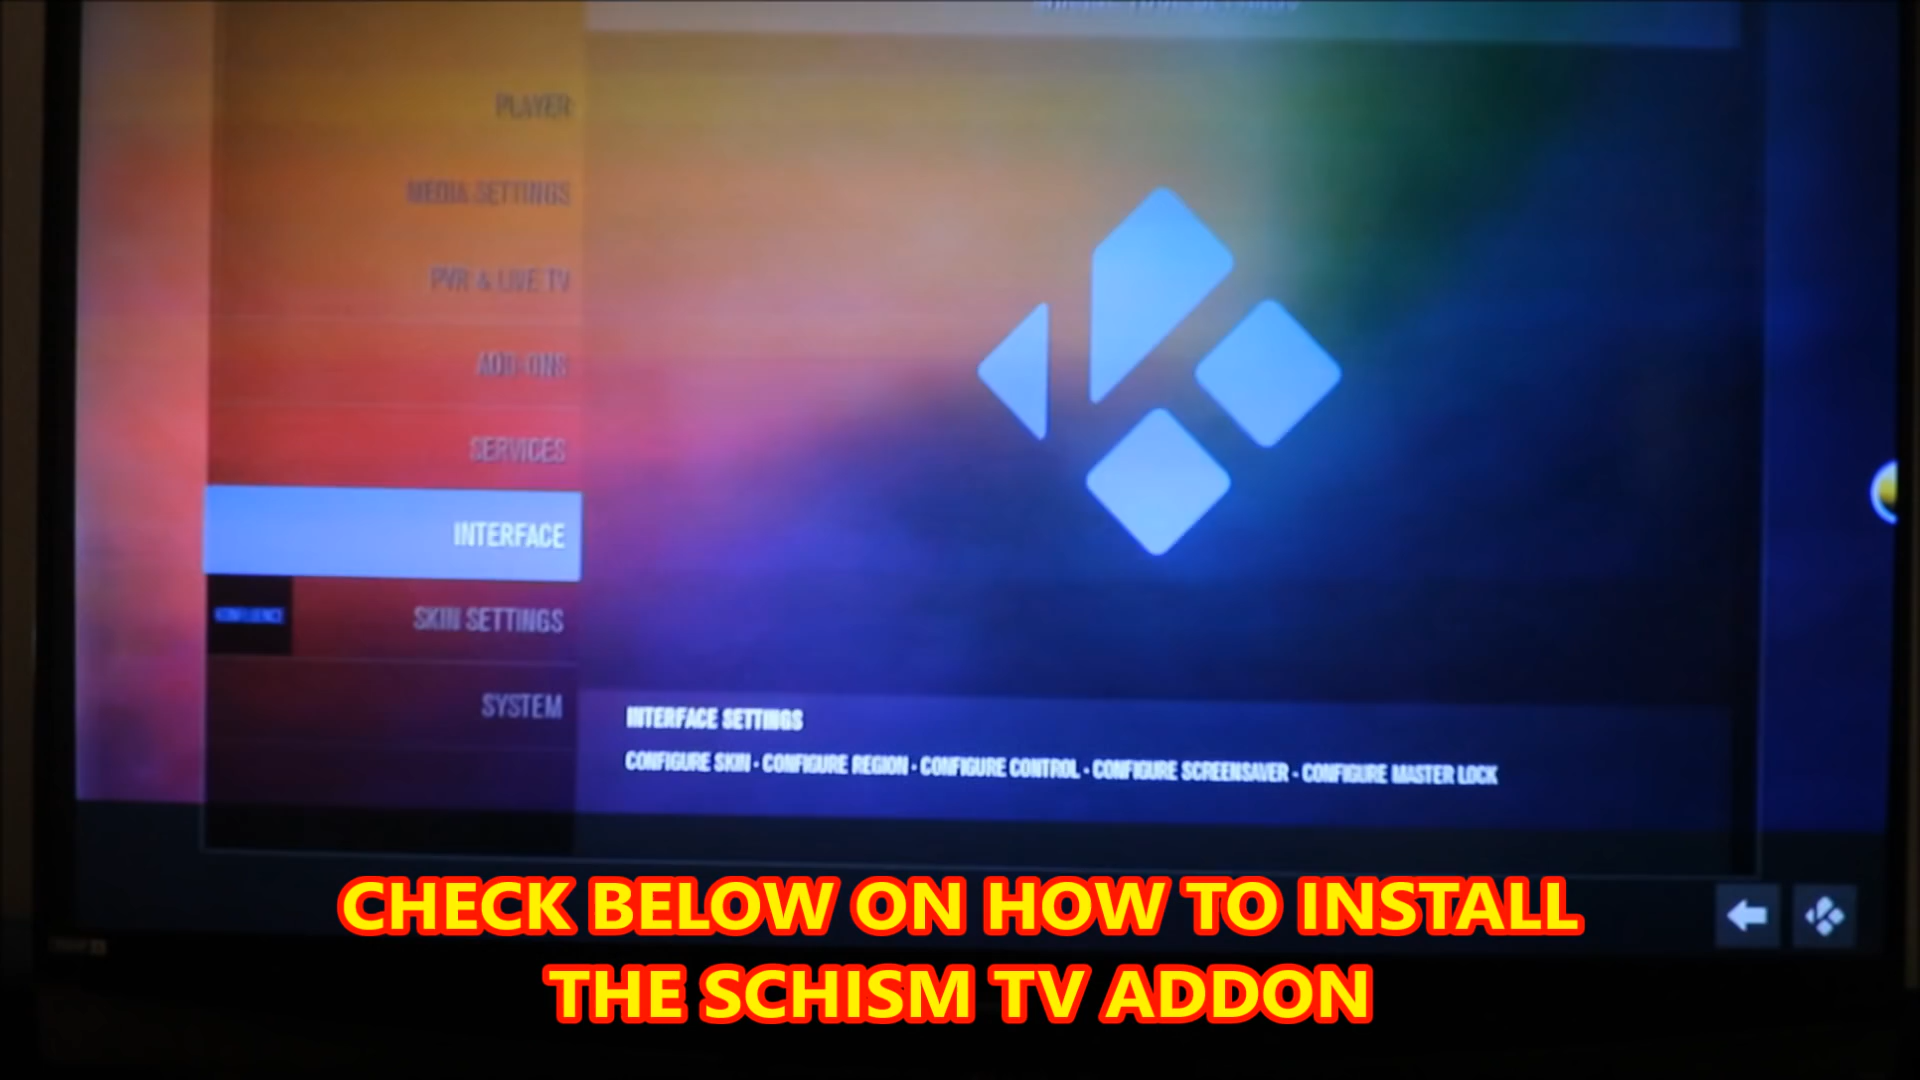 PLAYER
MEDIA SETTINGS
PVR & LIVE TV
ADD-ONS
SERVICES
INTERFACE
CONFLUENCE
SKIN SETTINGS
SYSTEM
INTERFACE SETTINGS
CONFIGURE SKIN · CONFIGURE REGION · CONFIGURE CONTROL · CONFIGURE SCREENSAVER · CONFIGURE MASTER LOCK
CHECK BELOW ON HOW TO INSTALL
THE SCHISM TV ADDON